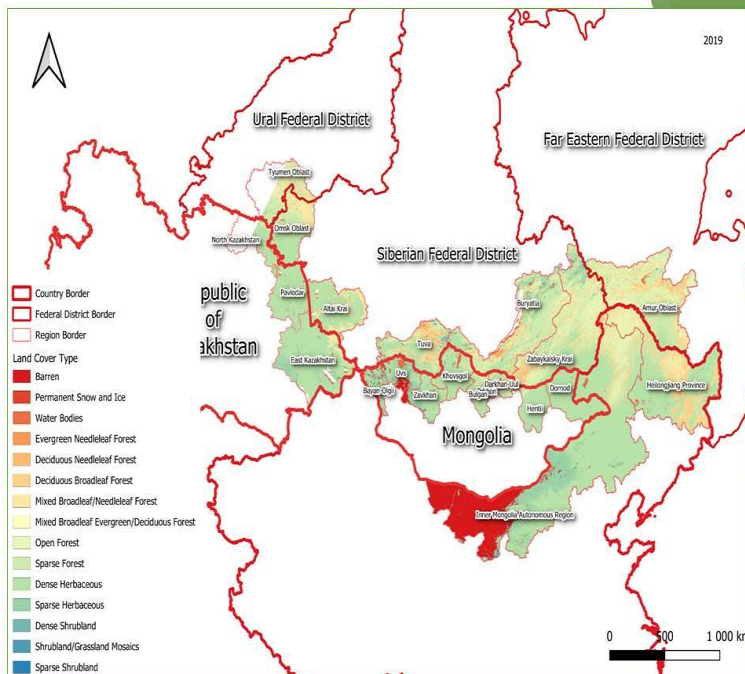 2019
Ural Federal District
Far Eastern Federal District
Tyumen Oblast
Omsk Oblast
North Kazakhstan
Siberian Federal District
Pavlodar
Altai Krai
Buryatia
Amur Oblast
public
of
akhstan
East Kazakhstan
Tuva
Zabaykalsky Krai
Uvs
Khovsgol
Bayan-Olgii
Zavkhan
Darkhan-Uul
Bulgan
Dornod
Hentii
Heilongjiang Province
Mongolia
Inner Mongolia Autonomous Region
Country Border
Federal District Border
Region Border
Land Cover Type
Barren
Permanent Snow and Ice
Water Bodies
Evergreen Needleleaf Forest
Deciduous Needleleaf Forest
Deciduous Broadleaf Forest
Mixed Broadleaf/Needleleaf Forest
Mixed Broadleaf Evergreen/Deciduous Forest
Open Forest
Sparse Forest
Dense Herbaceous
Sparse Herbaceous
Dense Shrubland
Shrubland/Grassland Mosaics
Sparse Shrubland
0 500 1 000 km